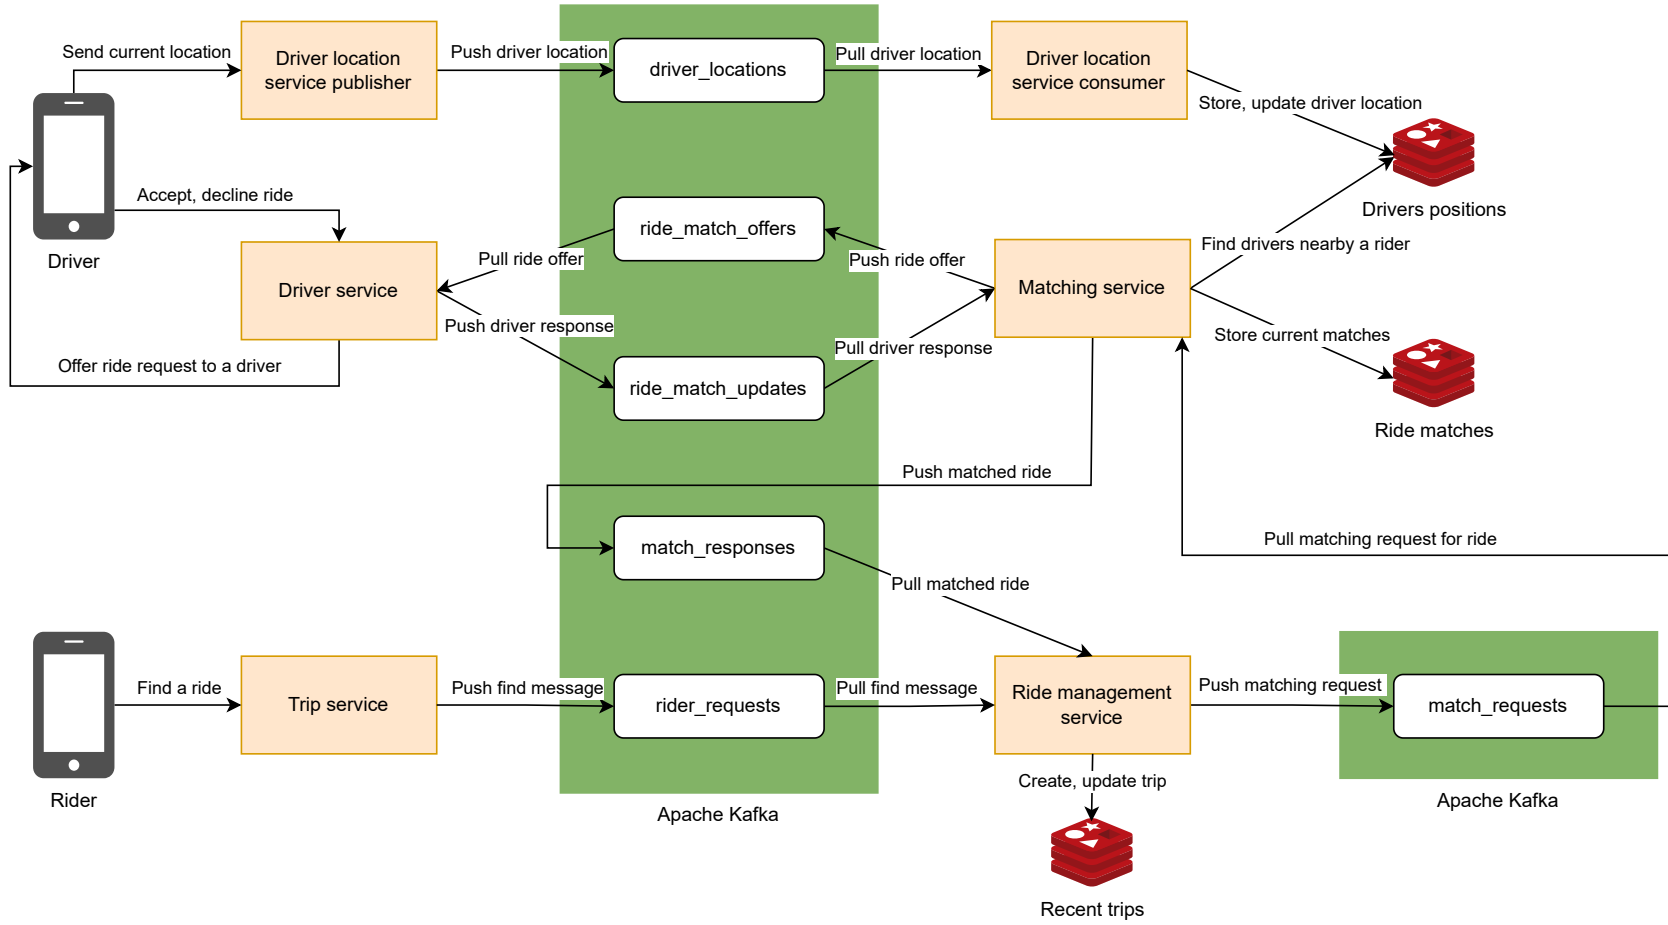 Send current location
Driver location
service publisher
Push driver location
driver_locations
Pull driver location
Driver location
service consumer
Store, update driver location
Drivers positions
Driver
Accept, decline ride
Driver service
Offer ride request to a driver
Pull ride offer
Push driver response
ride_match_offers
ride_match_updates
Push ride offer
Pull driver response
Matching service
Find drivers nearby a rider
Store current matches
Ride matches
Push matched ride
match_responses
Pull matched ride
Pull matching request for ride
Rider
Find a ride
Trip service
Push find message
rider_requests
Pull find message
Ride management
service
Push matching request
match_requests
Apache Kafka
Apache Kafka
Create, update trip
Recent trips